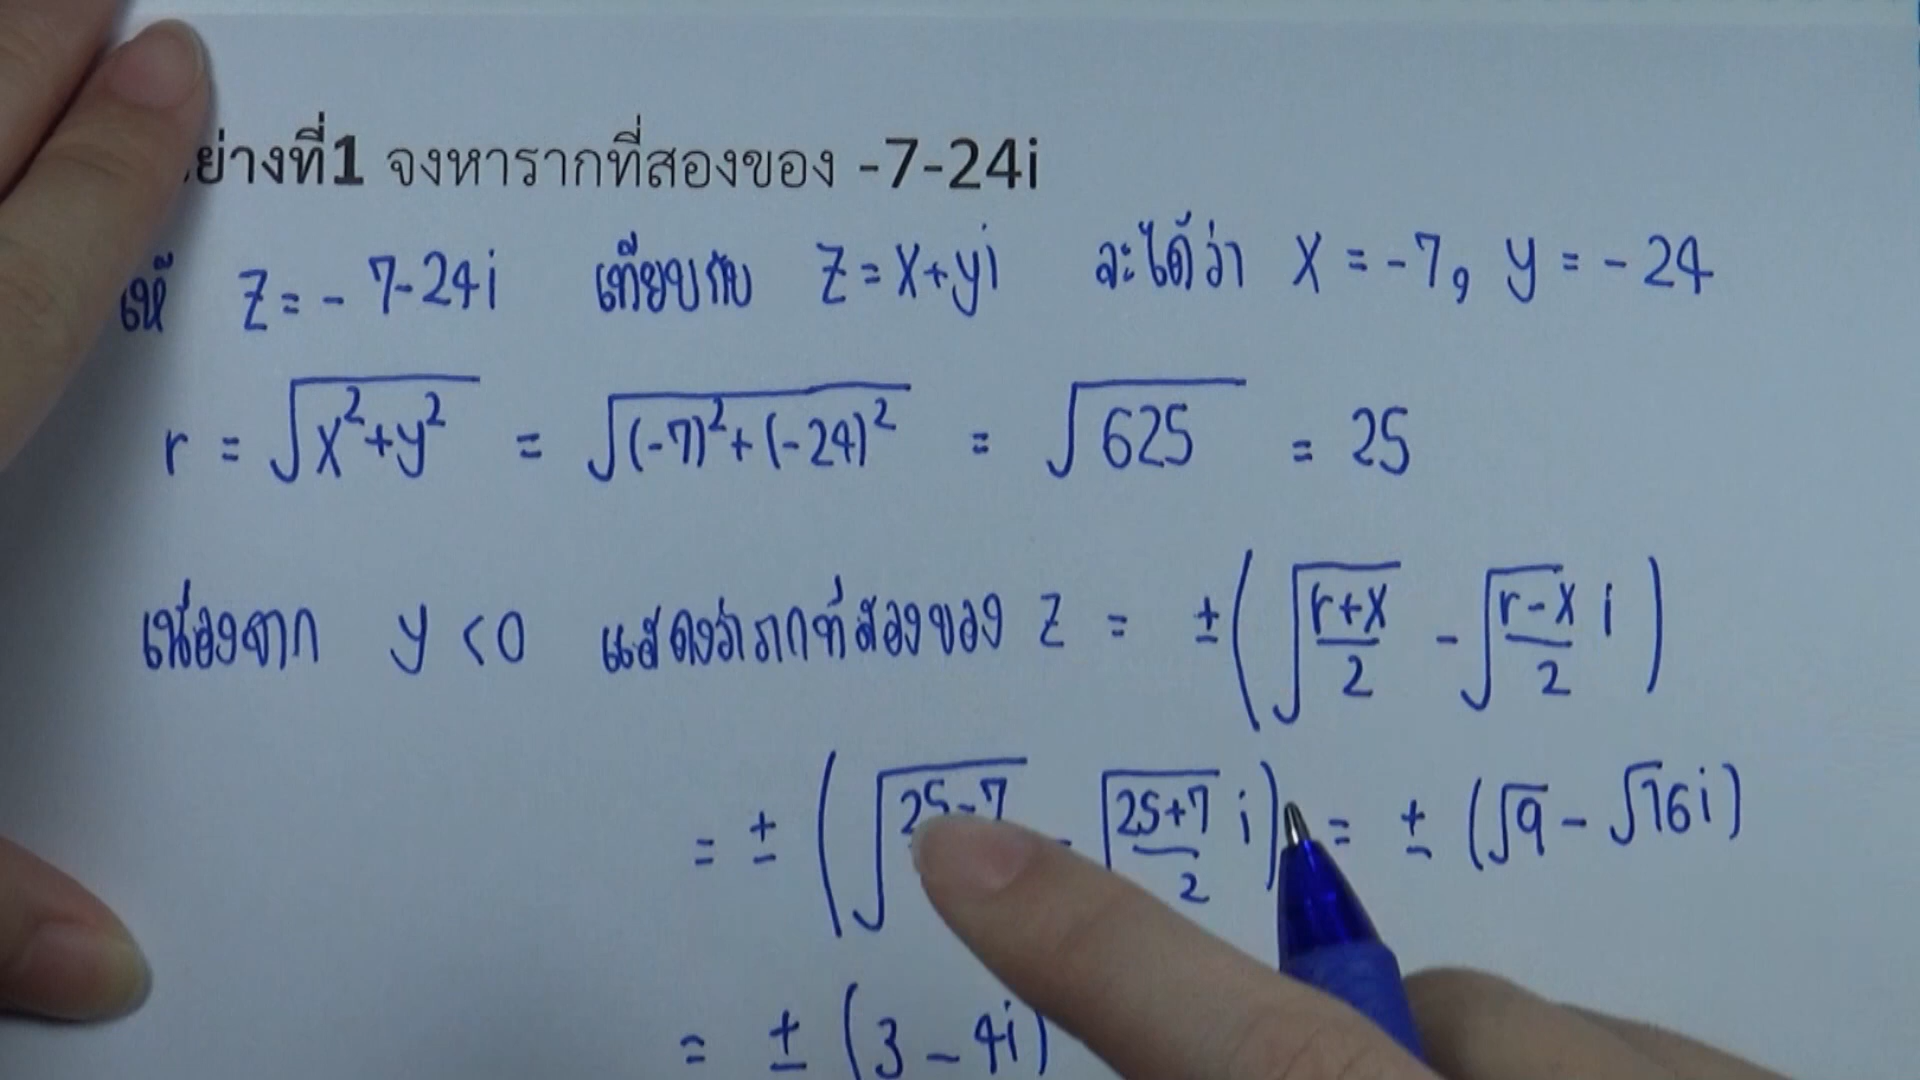 ย่างที่1 จงหารากที่สองของ -7-24i
ให้ Z = -7-24i เทียบกับ Z = x+yi จะได้ว่า x = -7, y = -24
r = √(x²+y²) = √((-7)²+(-24)²) = √625 = 25
เนื่องจาก y < 0 แสดงว่ารากที่สองของ Z = ± (√((r+x)/2) - √((r-x)/2) i)
= ± (√(25-7 - √((25+7)/2) i) = ± (√9 - √16 i)
= ± (3 - 4i)